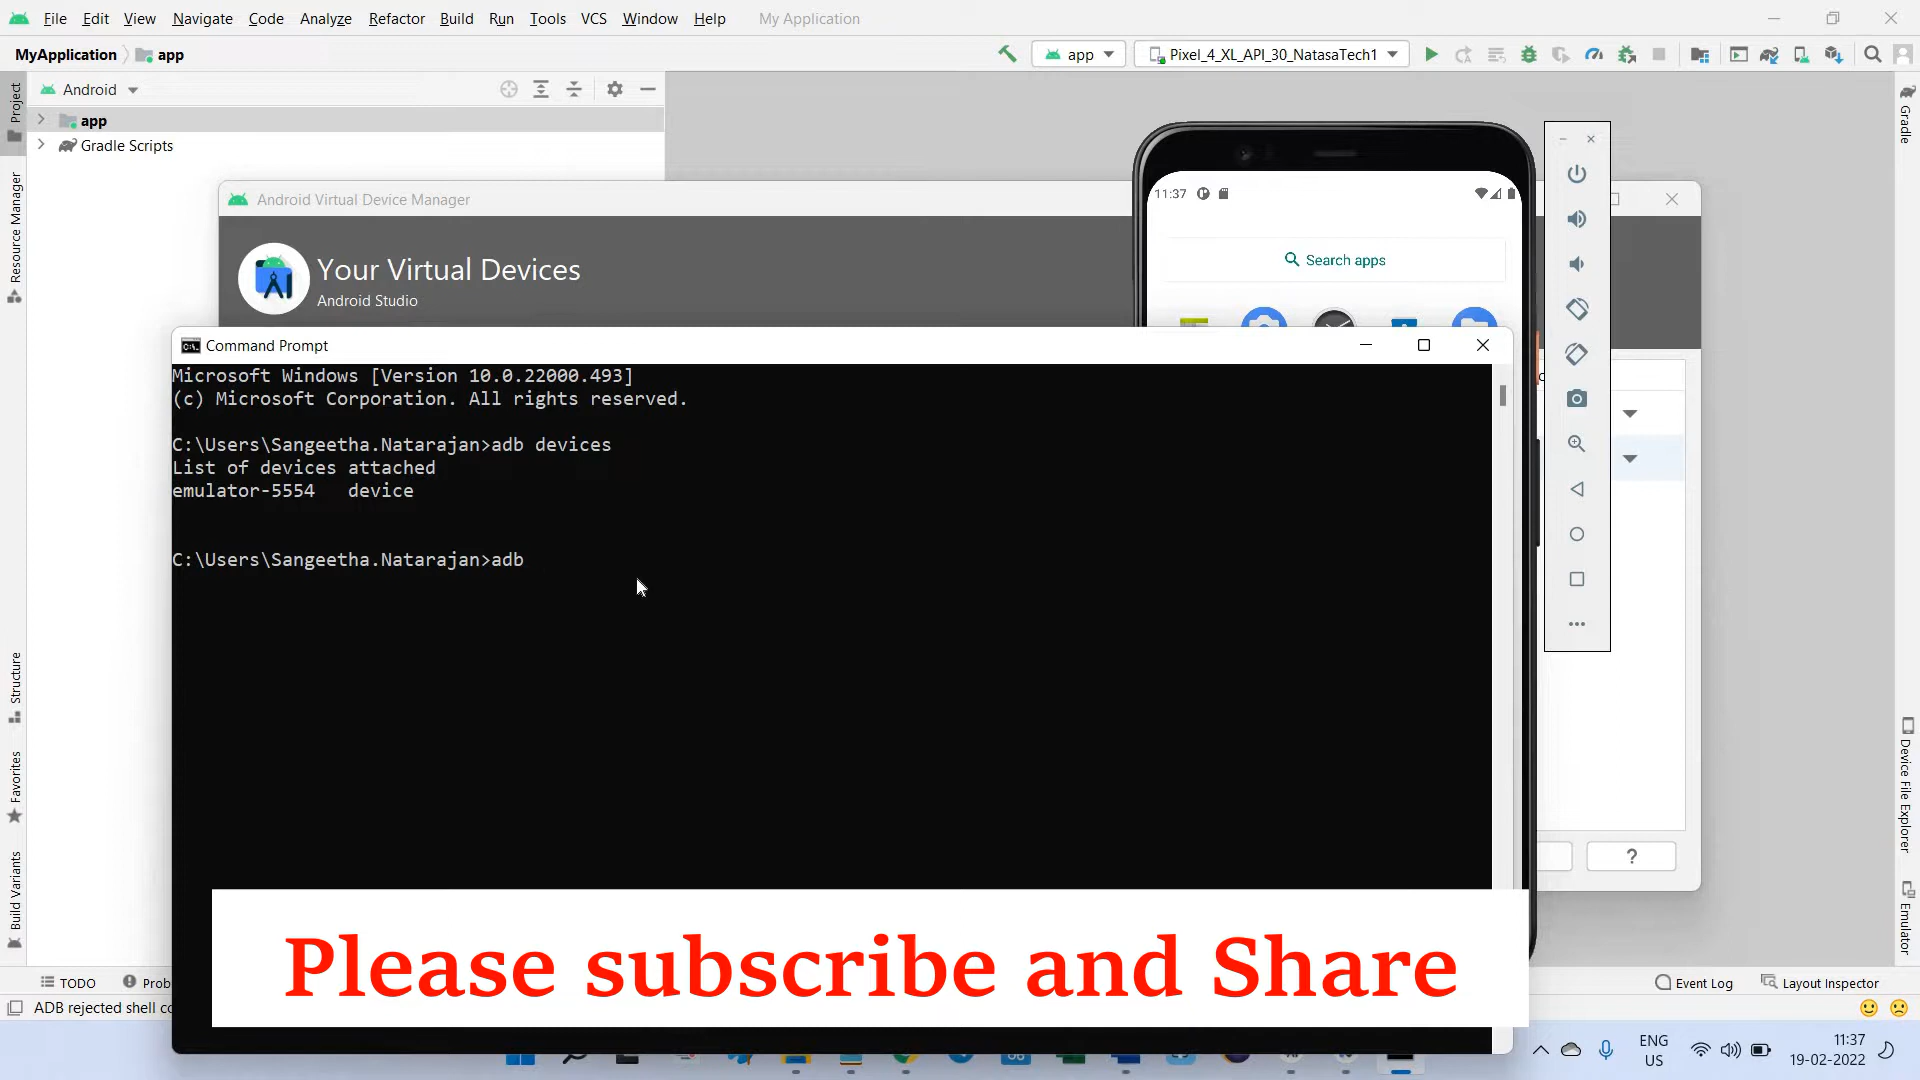 File Edit View Navigate Code Analyze Refactor Build Run Tools VCS Window Help My Application
MyApplication app
app Pixel_4_XL_API_30_NatasaTech1
Android
app
Gradle Scripts
Project
Resource Manager
Structure
Favorites
Build Variants
Gradle
Device File Explorer
Emulator
Android Virtual Device Manager
Your Virtual Devices
Android Studio
11:37
Search apps
Command Prompt
Microsoft Windows [Version 10.0.22000.493]
(c) Microsoft Corporation. All rights reserved.
C:\Users\Sangeetha.Natarajan>adb devices
List of devices attached
emulator-5554 device
C:\Users\Sangeetha.Natarajan>adb
?
Please subscribe and Share
TODO
Event Log Layout Inspector
ADB rejected shell
ENG
US
11:37
19-02-2022